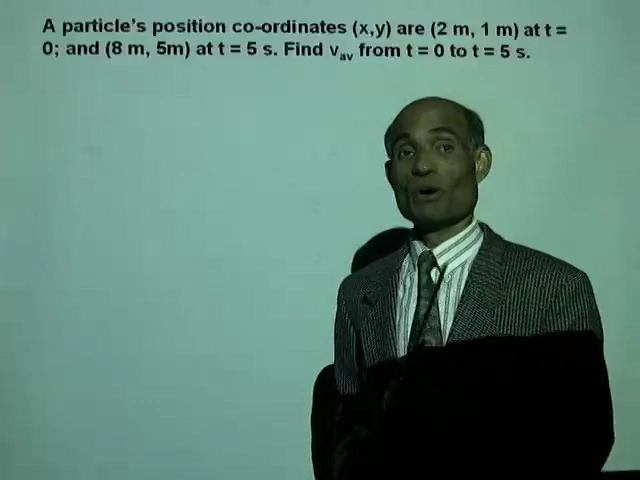 A particle's position co-ordinates (x,y) are (2 m, 1 m) at t =
0; and (8 m, 5m) at t = 5 s. Find vav from t = 0 to t = 5 s.